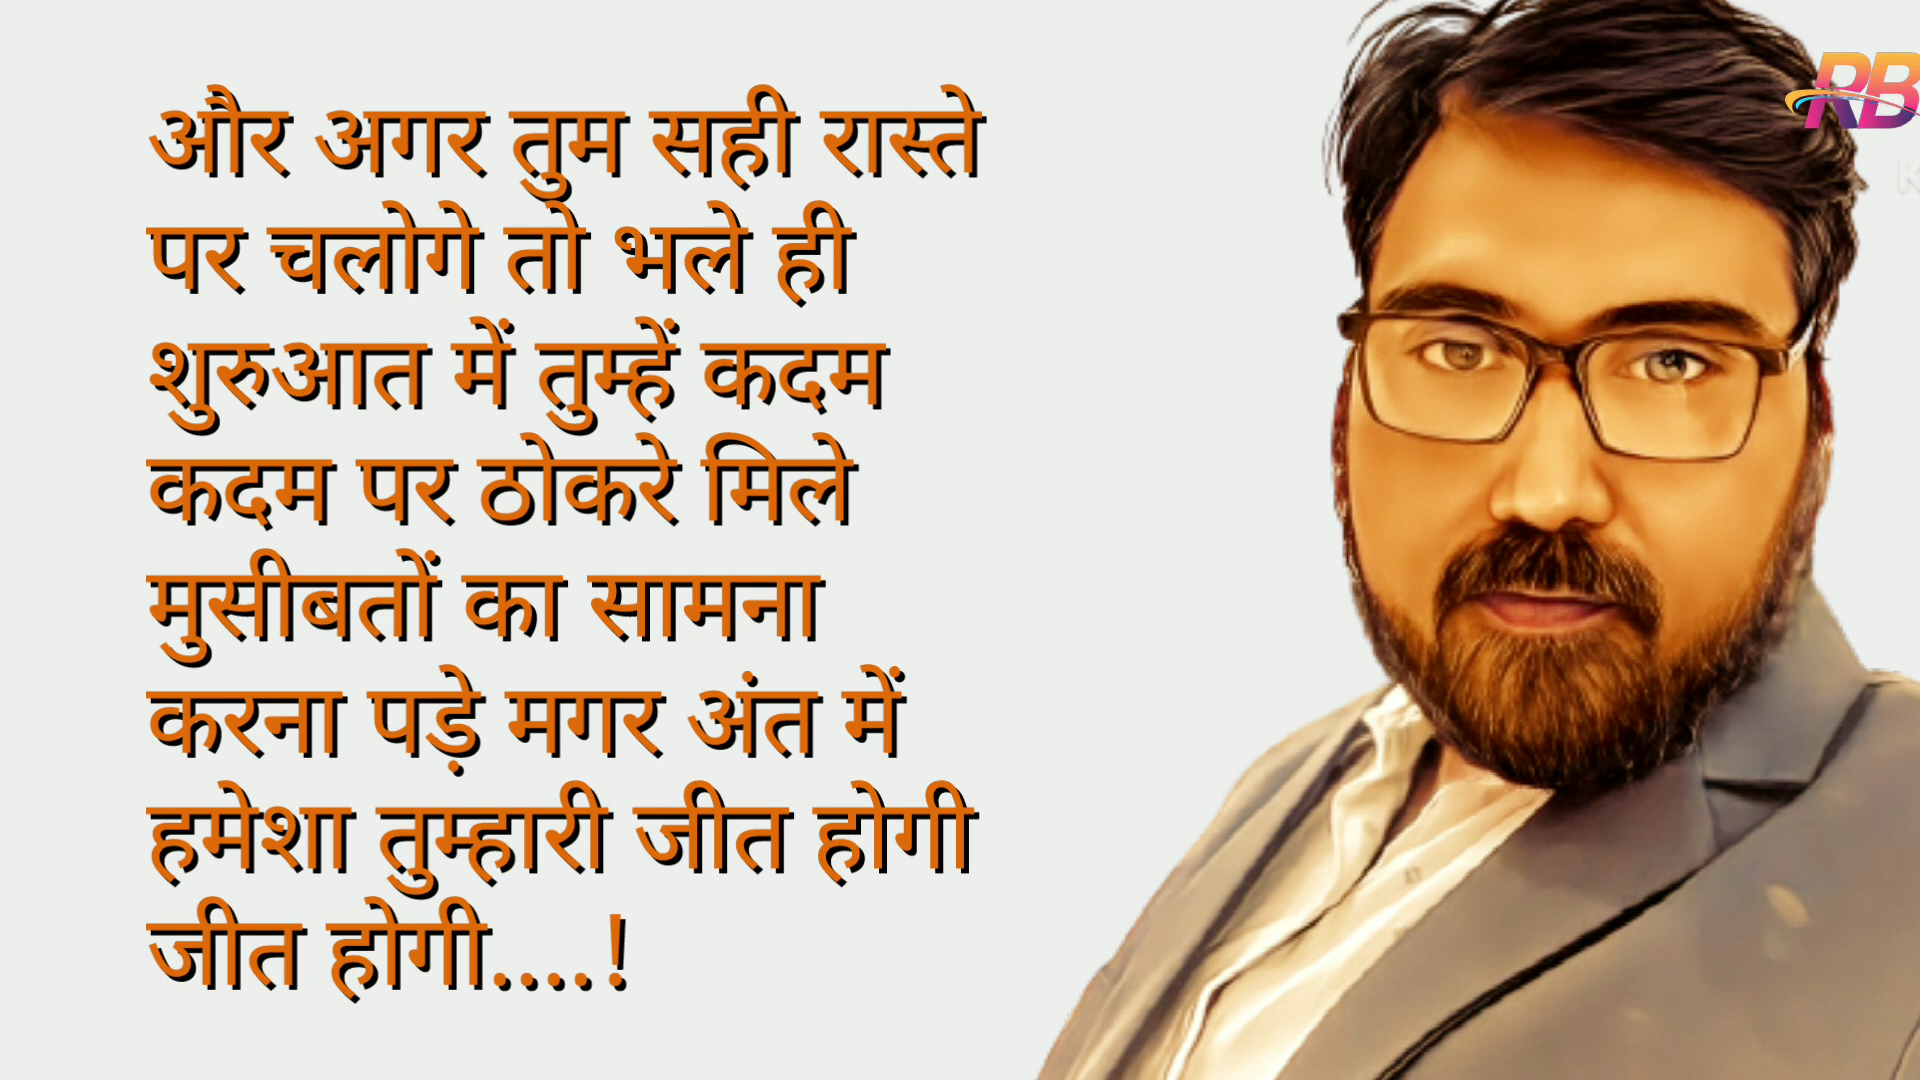 और अगर तुम सही रास्ते
पर चलोगे तो भले ही
शुरुआत में तुम्हें कदम
कदम पर ठोकरे मिले
मुसीबतों का सामना
करना पड़े मगर अंत में
हमेशा तुम्हारी जीत होगी
जीत होगी....!
RB
K